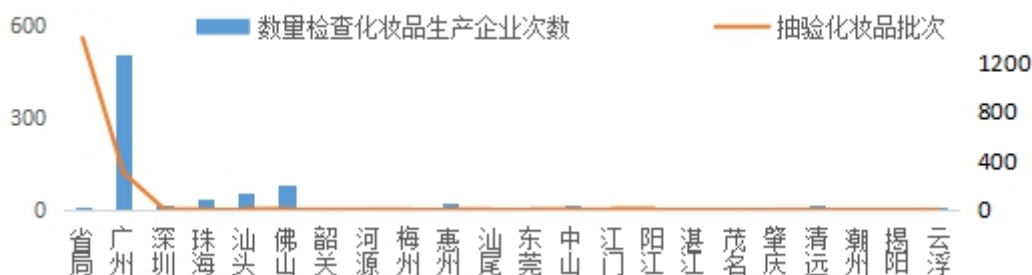 600
数量检查化妆品生产企业次数
抽验化妆品批次
1200
300
800
400
0
0
省局
广州
深圳
珠海
汕头
佛山
韶关
河源
梅州
惠州
汕尾
东莞
中山
江门
阳江
湛江
茂名
肇庆
清远
潮州
揭阳
云浮